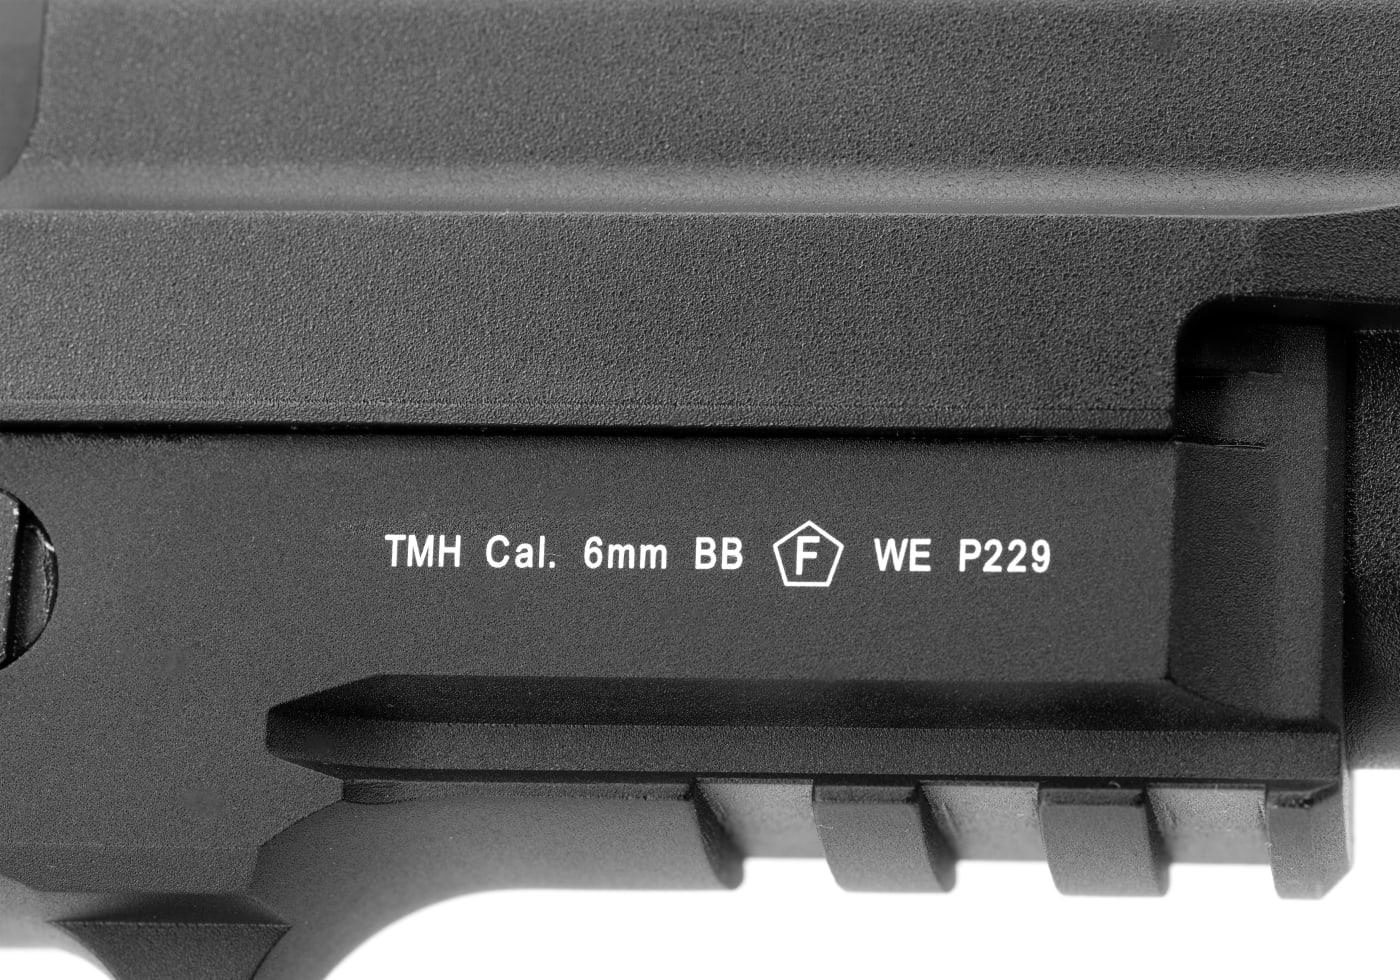 TMH Cal. 6mm BB F WE P229